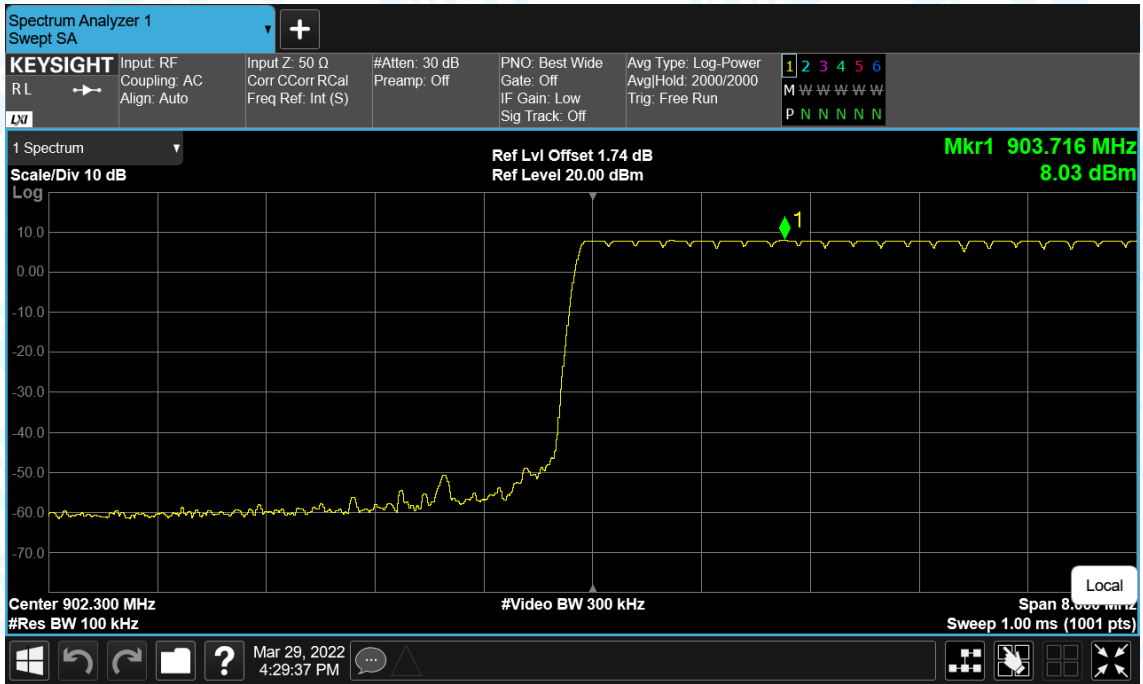 Spectrum Analyzer 1
Swept SA
KEYSIGHT
R L
LXI
Input: RF
Coupling: AC
Align: Auto
Input Z: 50 Ω
Corr CCorr RCal
Freq Ref: Int (S)
#Atten: 30 dB
Preamp: Off
PNO: Best Wide
Gate: Off
IF Gain: Low
Sig Track: Off
Avg Type: Log-Power
Avg|Hold: 2000/2000
Trig: Free Run
1 2 3 4 5 6
M W W W W W
P N N N N N
1 Spectrum
Scale/Div 10 dB
Log
Ref Lvl Offset 1.74 dB
Ref Level 20.00 dBm
Mkr1 903.716 MHz
8.03 dBm
1
10.0
0.00
-10.0
-20.0
-30.0
-40.0
-50.0
-60.0
-70.0
Local
Center 902.300 MHz
#Video BW 300 kHz
Span 8.000 MHz
#Res BW 100 kHz
Sweep 1.00 ms (1001 pts)
?
Mar 29, 2022
4:29:37 PM